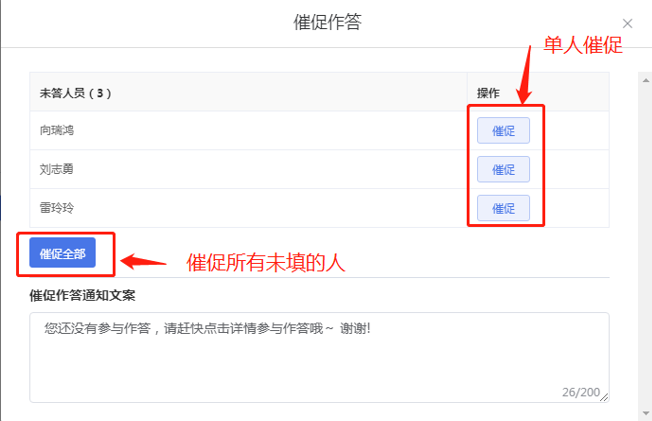 催促作答
×
单人催促
未答人员（3） 操作
向瑞鸿 催促
刘志勇 催促
雷玲玲 催促
催促全部
催促所有未填的人
催促作答通知文案
您还没有参与作答，请赶快点击详情参与作答哦～ 谢谢!
26/200